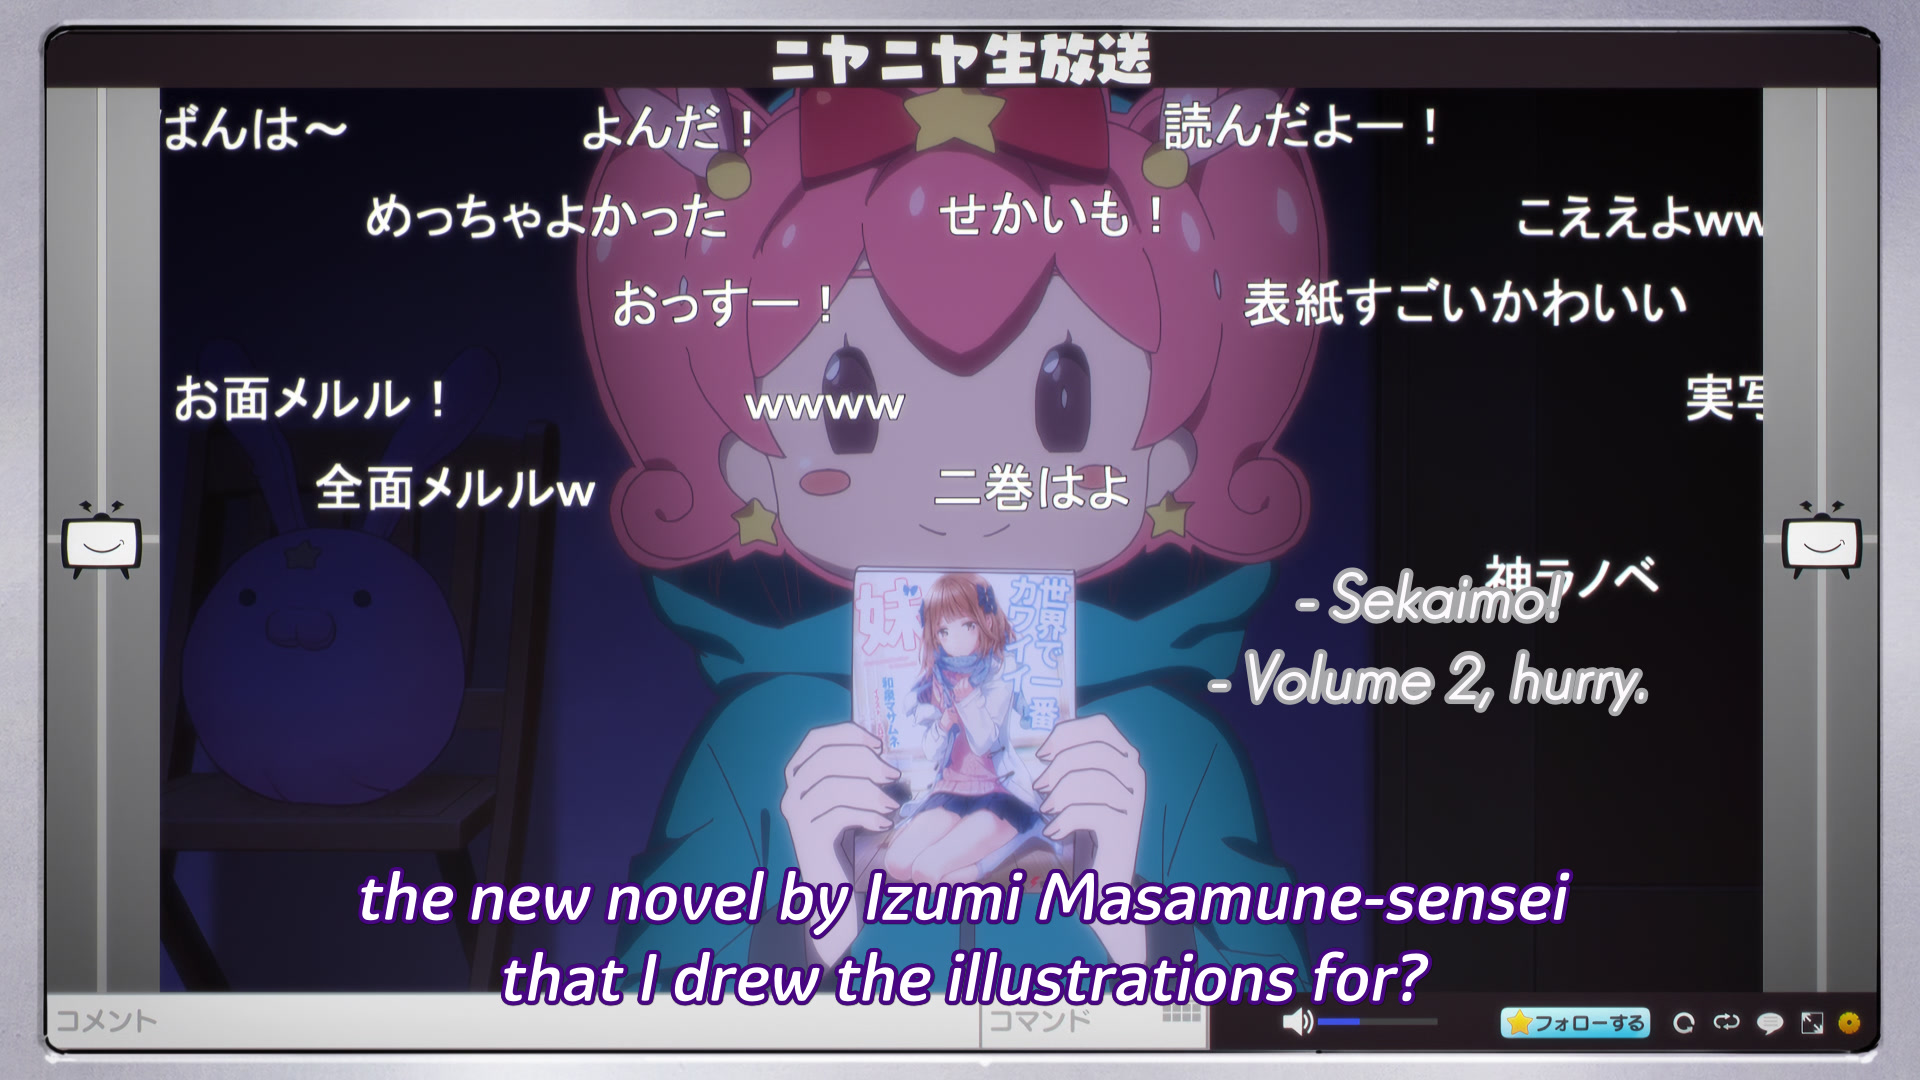 ニヤニヤ生放送
ばんは～
よんだ！
読んだよー！
めっちゃよかった
せかいも！
こええよww
おっすー！
表紙すごいかわいい
お面メルル！
wwww
実写
全面メルルw
二巻はよ
神ラノベ
- Sekaimo!
- Volume 2, hurry.
世界で一番
カワイイ
妹
和泉マサムネ
the new novel by Izumi Masamune-sensei
that I drew the illustrations for?
コメント
コマンド
フォローする